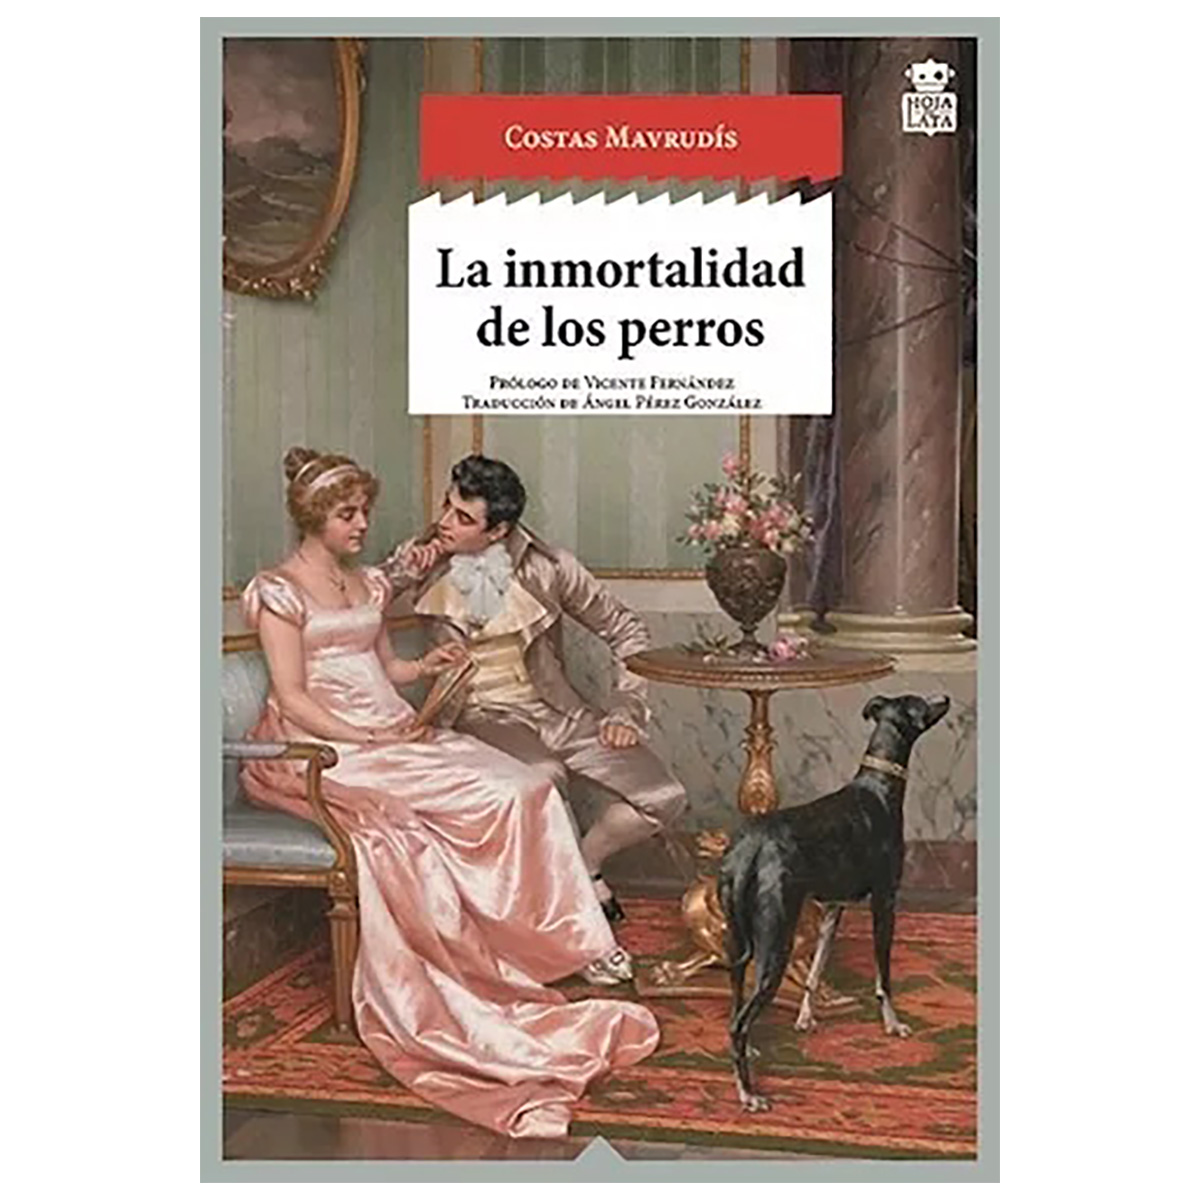 HOJA
LATA
COSTAS MAVRUDÍS
La inmortalidad
de los perros
PRÓLOGO DE VICENTE FERNÁNDEZ
TRADUCCIÓN DE ÁNGEL PÉREZ GONZÁLEZ